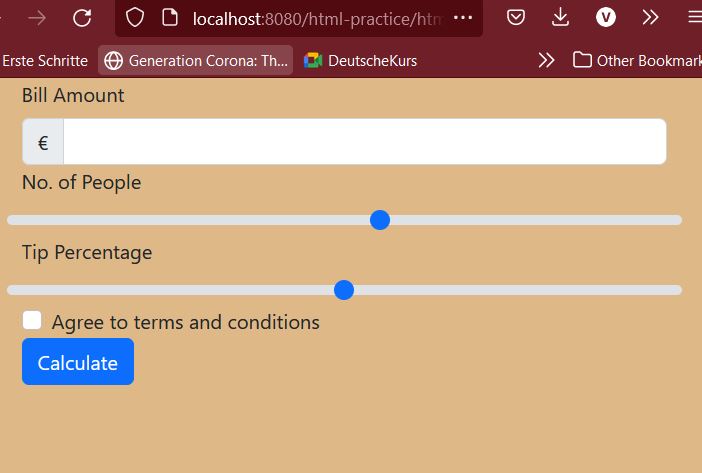 localhost:8080/html-practice/htm
Erste Schritte Generation Corona: Th... DeutscheKurs Other Bookmark
Bill Amount
€
No. of People
Tip Percentage
Agree to terms and conditions
Calculate